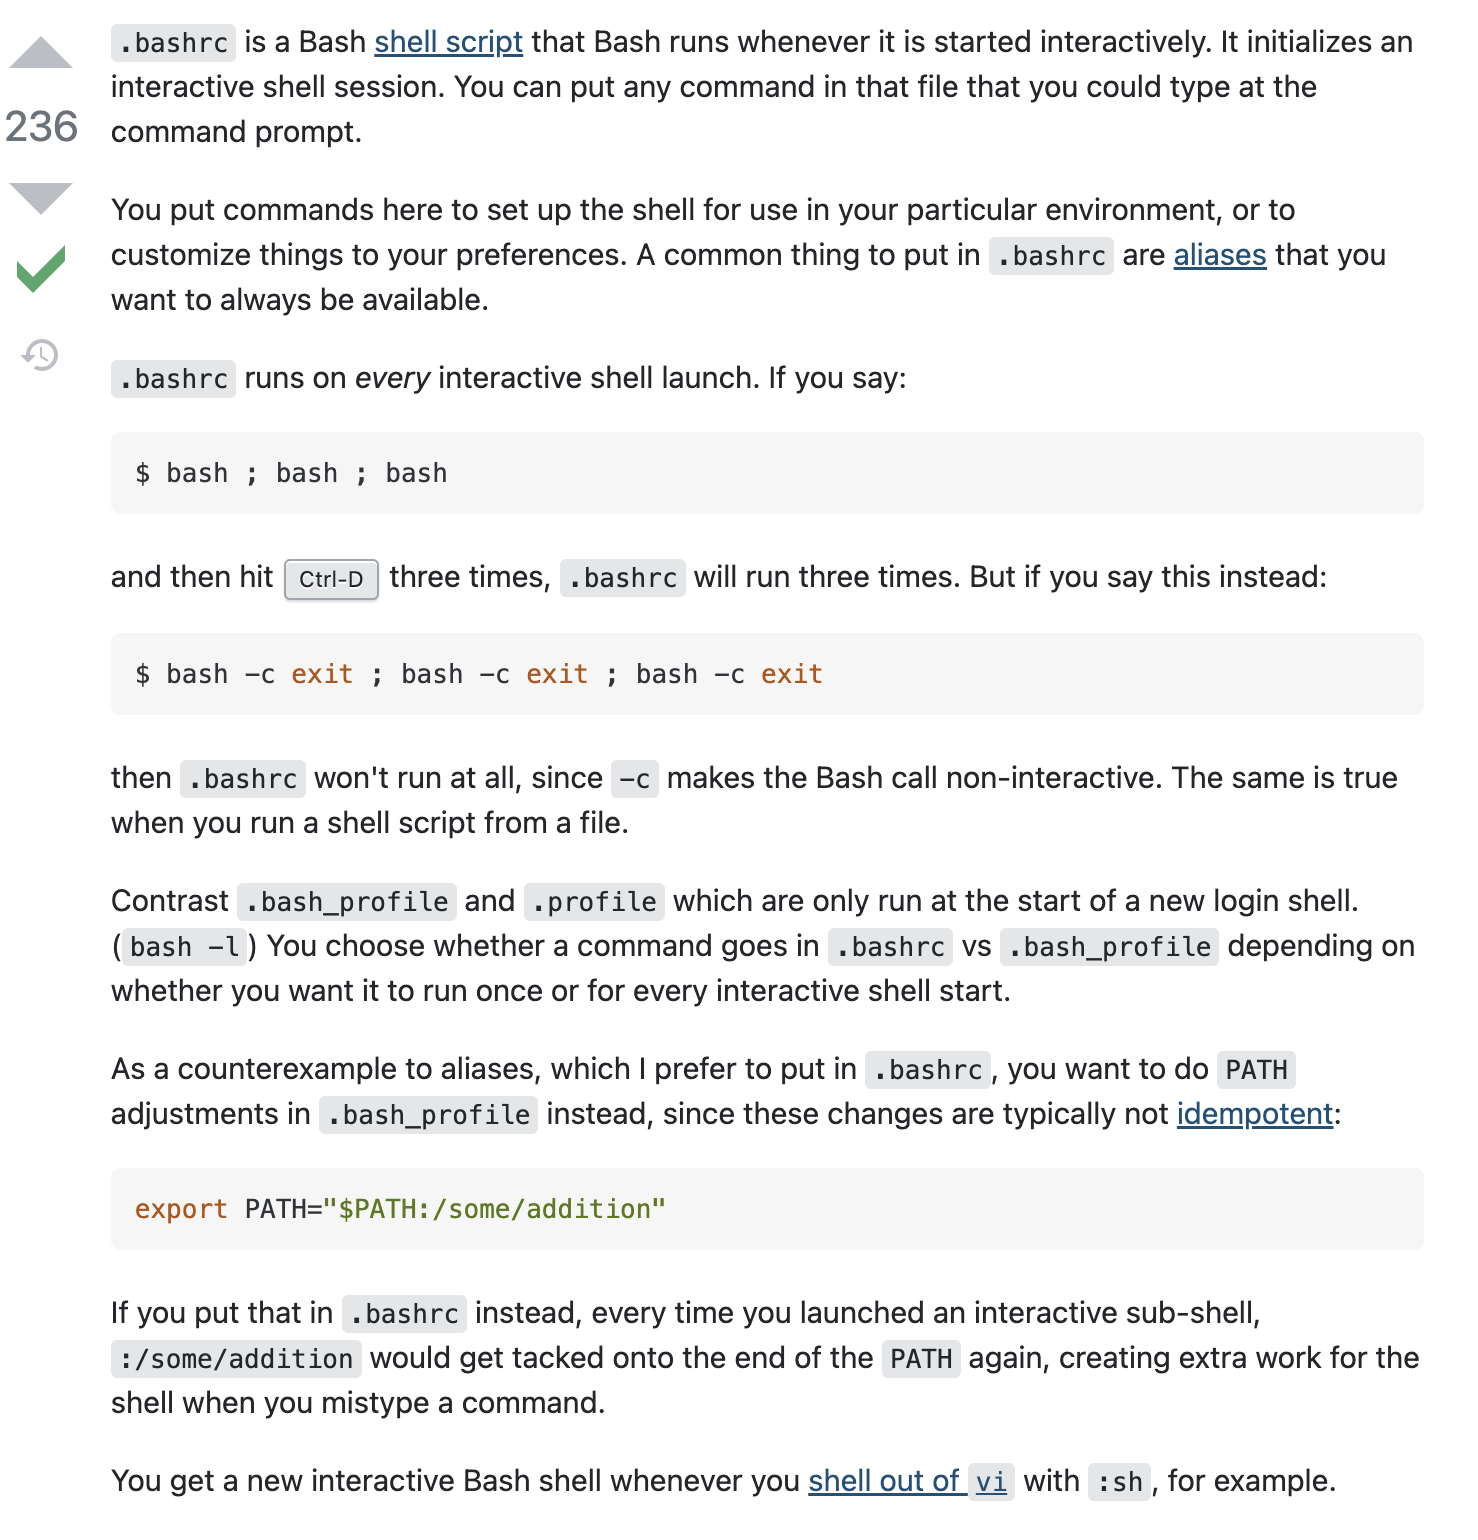 .bashrc is a Bash shell script that Bash runs whenever it is started interactively. It initializes an
interactive shell session. You can put any command in that file that you could type at the
236
command prompt.
You put commands here to set up the shell for use in your particular environment, or to
customize things to your preferences. A common thing to put in .bashrc are aliases that you
want to always be available.
.bashrc runs on every interactive shell launch. If you say:
$ bash ; bash ; bash
and then hit Ctrl-D three times, .bashrc will run three times. But if you say this instead:
$ bash -c exit ; bash -c exit ; bash -c exit
then .bashrc won't run at all, since -c makes the Bash call non-interactive. The same is true
when you run a shell script from a file.
Contrast .bash_profile and .profile which are only run at the start of a new login shell.
(bash -l) You choose whether a command goes in .bashrc vs .bash_profile depending on
whether you want it to run once or for every interactive shell start.
As a counterexample to aliases, which I prefer to put in .bashrc, you want to do PATH
adjustments in .bash_profile instead, since these changes are typically not idempotent:
export PATH="$PATH:/some/addition"
If you put that in .bashrc instead, every time you launched an interactive sub-shell,
:/some/addition would get tacked onto the end of the PATH again, creating extra work for the
shell when you mistype a command.
You get a new interactive Bash shell whenever you shell out of vi with :sh, for example.